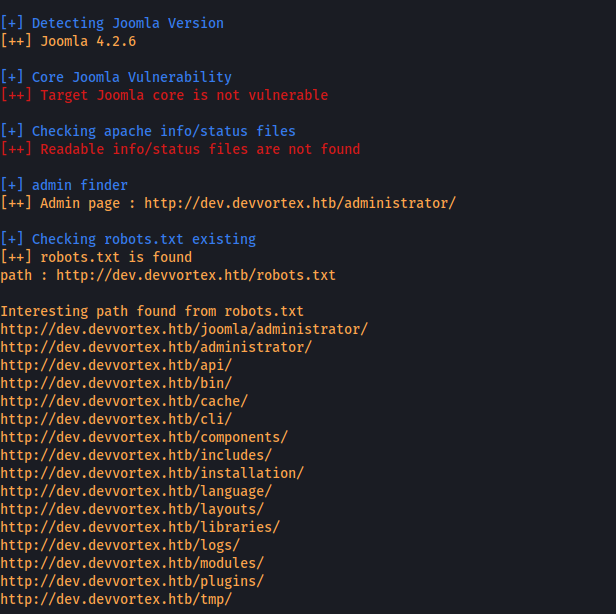 [+] Detecting Joomla Version
[++] Joomla 4.2.6
[+] Core Joomla Vulnerability
[++] Target Joomla core is not vulnerable
[+] Checking apache info/status files
[++] Readable info/status files are not found
[+] admin finder
[++] Admin page : http://dev.devvortex.htb/administrator/
[+] Checking robots.txt existing
[++] robots.txt is found
path : http://dev.devvortex.htb/robots.txt
Interesting path found from robots.txt
http://dev.devvortex.htb/joomla/administrator/
http://dev.devvortex.htb/administrator/
http://dev.devvortex.htb/api/
http://dev.devvortex.htb/bin/
http://dev.devvortex.htb/cache/
http://dev.devvortex.htb/cli/
http://dev.devvortex.htb/components/
http://dev.devvortex.htb/includes/
http://dev.devvortex.htb/installation/
http://dev.devvortex.htb/language/
http://dev.devvortex.htb/layouts/
http://dev.devvortex.htb/libraries/
http://dev.devvortex.htb/logs/
http://dev.devvortex.htb/modules/
http://dev.devvortex.htb/plugins/
http://dev.devvortex.htb/tmp/